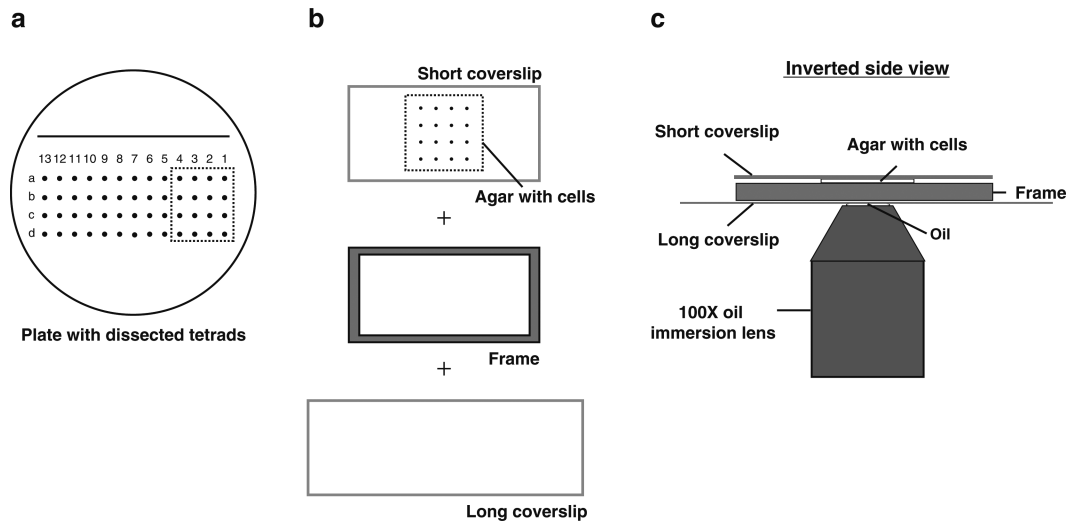 a
13 12 11 10 9 8 7 6 5 4 3 2 1
a
b
c
d
Plate with dissected tetrads
b
Short coverslip
Agar with cells
+
Frame
+
Long coverslip
c
Inverted side view
Short coverslip
Agar with cells
Frame
Long coverslip
Oil
100X oil
immersion lens